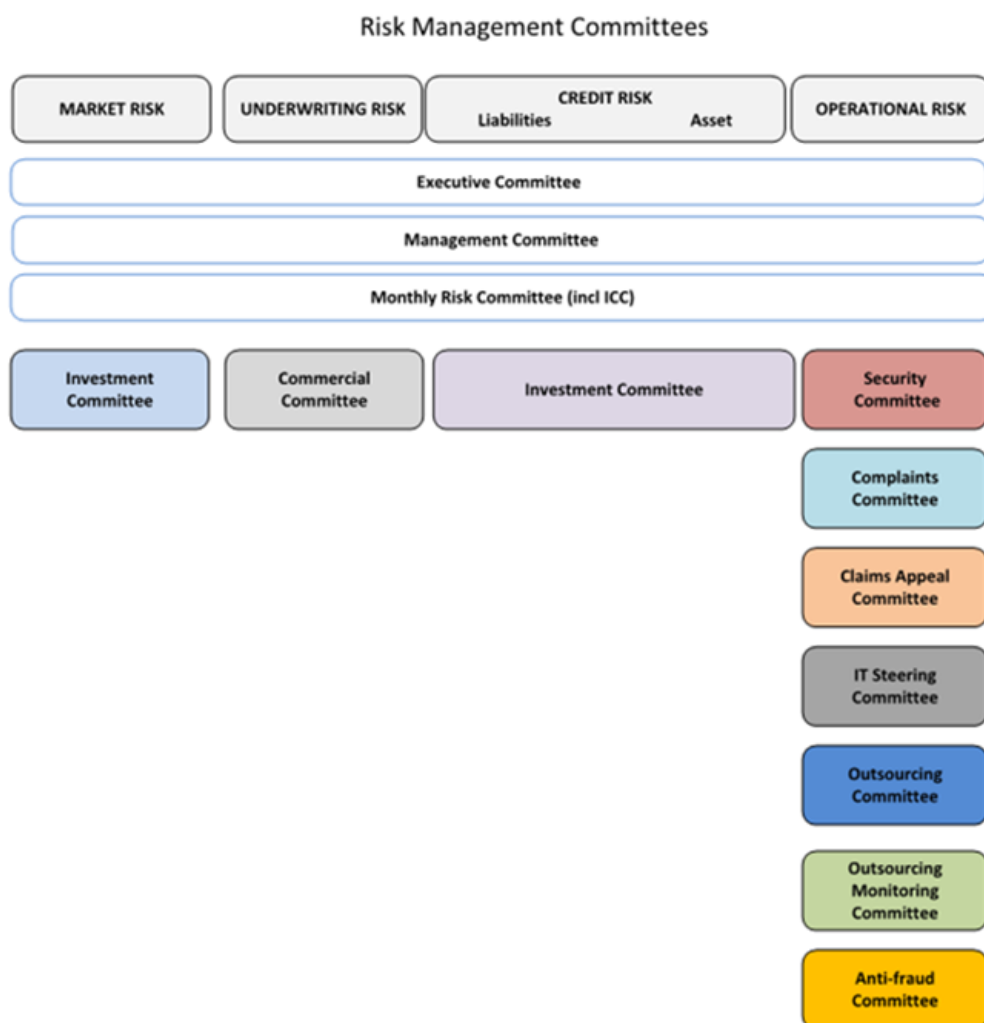 Risk Management Committees
MARKET RISK
UNDERWRITING RISK
CREDIT RISK
Liabilities Asset
OPERATIONAL RISK
Executive Committee
Management Committee
Monthly Risk Committee (incl ICC)
Investment
Committee
Commercial
Committee
Investment Committee
Security
Committee
Complaints
Committee
Claims Appeal
Committee
IT Steering
Committee
Outsourcing
Committee
Outsourcing
Monitoring
Committee
Anti-fraud
Committee